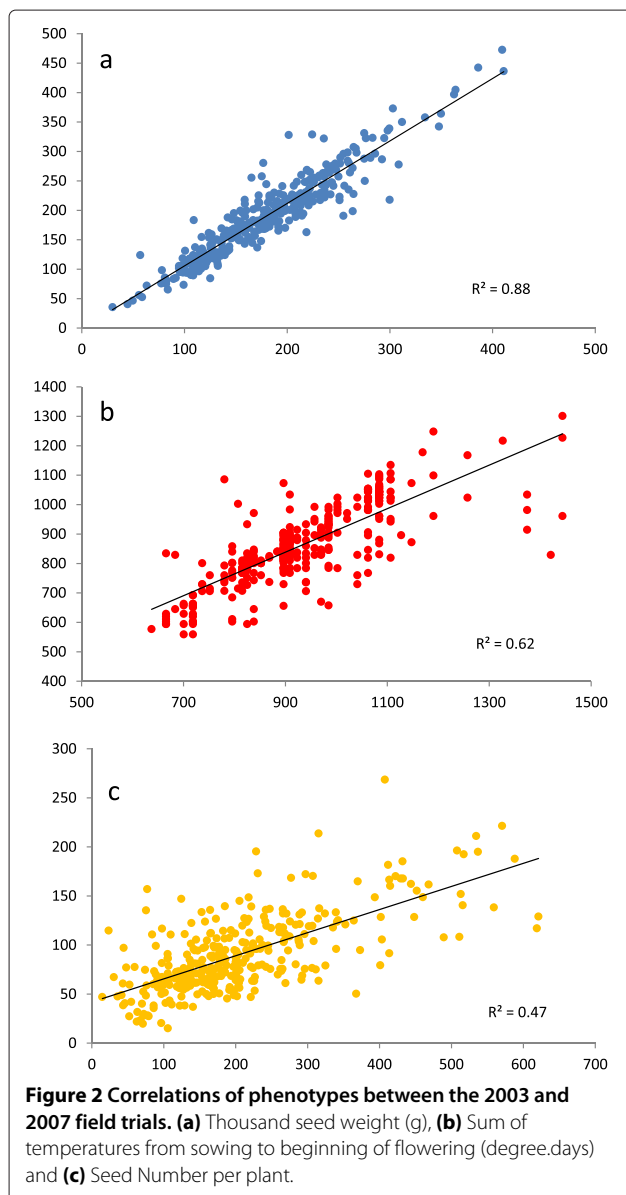 500
450
400
350
300
250
200
150
100
50
0
a
R² = 0.88
0 100 200 300 400 500
1400
1300
1200
1100
1000
900
800
700
600
500
400
b
R² = 0.62
500 700 900 1100 1300 1500
300
250
200
150
100
50
0
c
R² = 0.47
0 100 200 300 400 500 600 700
Figure 2 Correlations of phenotypes between the 2003 and
2007 field trials. (a) Thousand seed weight (g), (b) Sum of
temperatures from sowing to beginning of flowering (degree.days)
and (c) Seed Number per plant.